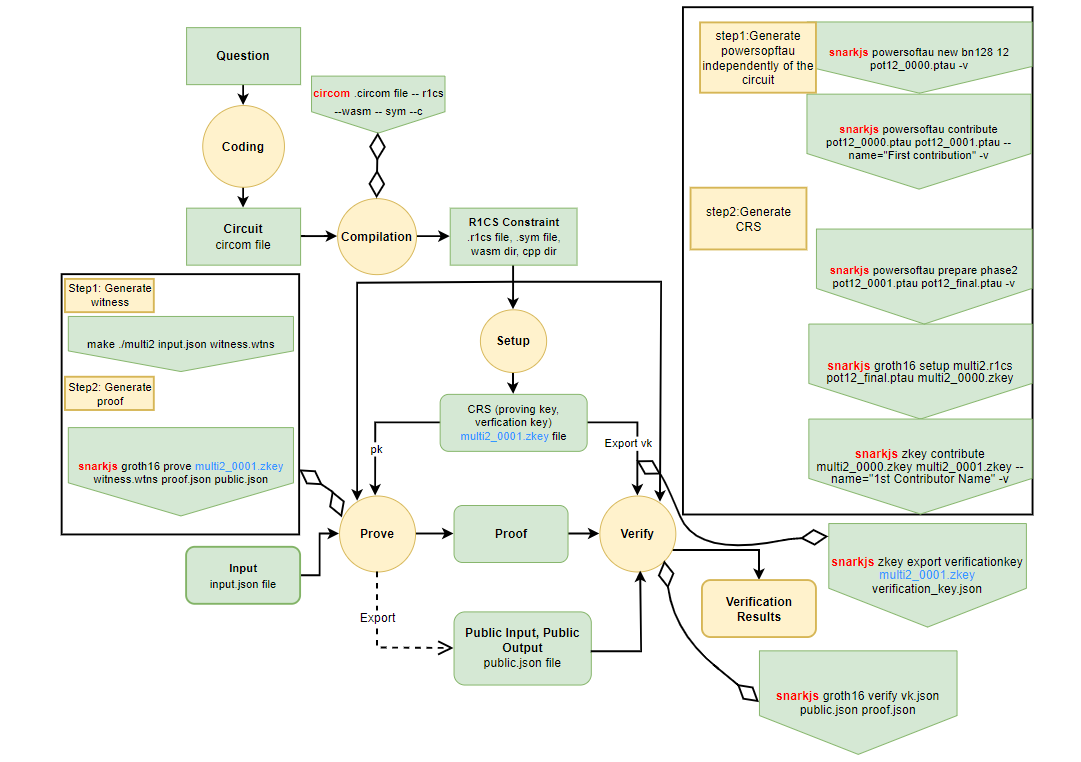 Question
Coding
Circuit
circom file
circom .circom file -- r1cs
--wasm -- sym --c
Compilation
R1CS Constraint
.r1cs file, .sym file,
wasm dir, cpp dir
Setup
CRS (proving key,
verfication key)
multi2_0001.zkey file
pk
Export vk
Step1: Generate
witness
make ./multi2 input.json witness.wtns
Step2: Generate
proof
snarkjs groth16 prove multi2_0001.zkey
witness.wtns proof.json public.json
Input
input.json file
Prove
Proof
Verify
Export
Public Input, Public
Output
public.json file
Verification
Results
step1:Generate
powersopftau
independently of the
circuit
snarkjs powersoftau new bn128 12
pot12_0000.ptau -v
snarkjs powersoftau contribute
pot12_0000.ptau pot12_0001.ptau --
name="First contribution" -v
step2:Generate
CRS
snarkjs powersoftau prepare phase2
pot12_0001.ptau pot12_final.ptau -v
snarkjs groth16 setup multi2.r1cs
pot12_final.ptau multi2_0000.zkey
snarkjs zkey contribute
multi2_0000.zkey multi2_0001.zkey --
name="1st Contributor Name" -v
snarkjs zkey export verificationkey
multi2_0001.zkey
verification_key.json
snarkjs groth16 verify vk.json
public.json proof.json